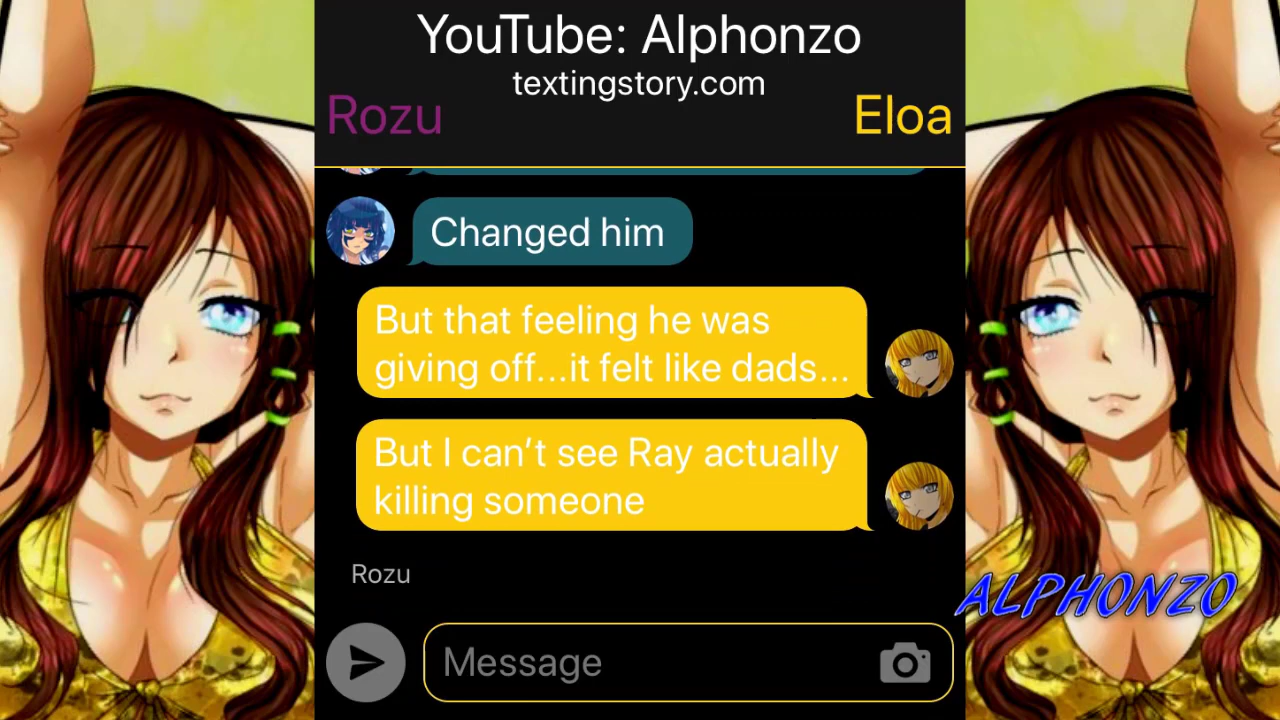 YouTube: Alphonzo
textingstory.com
Rozu
Eloa
Changed him
But that feeling he was
giving off...it felt like dads...
But I can’t see Ray actually
killing someone
Rozu
ALPHONZO
Message